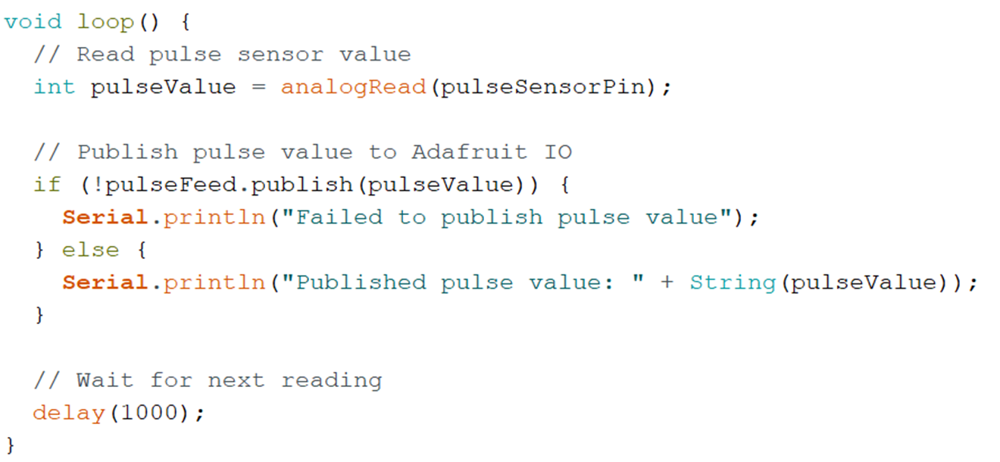 void loop() {
  // Read pulse sensor value
  int pulseValue = analogRead(pulseSensorPin);

  // Publish pulse value to Adafruit IO
  if (!pulseFeed.publish(pulseValue)) {
    Serial.println("Failed to publish pulse value");
  } else {
    Serial.println("Published pulse value: " + String(pulseValue));
  }

  // Wait for next reading
  delay(1000);
}